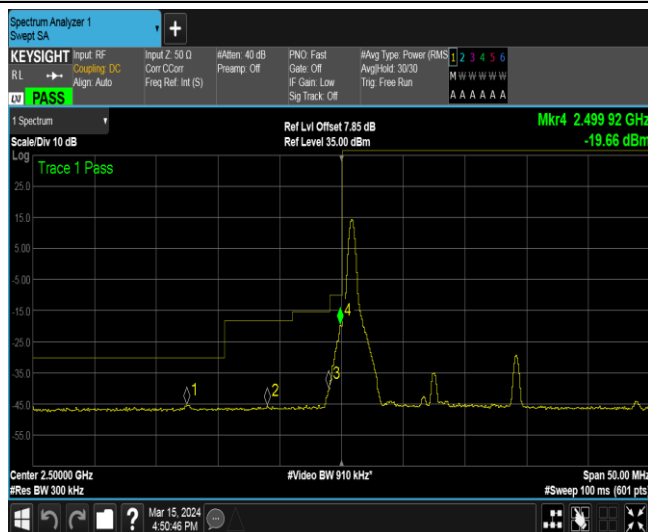 Spectrum Analyzer 1
Swept SA
KEYSIGHT
RL
LXI PASS
Input: RF
Coupling: DC
Align: Auto
Input Z: 50 Ω
Corr CCorr
Freq Ref: Int (S)
#Atten: 40 dB
Preamp: Off
PNO: Fast
Gate: Off
IF Gain: Low
Sig Track: Off
#Avg Type: Power (RMS
Avg|Hold: 30/30
Trig: Free Run
1 2 3 4 5 6
M W W W W W
A A A A A A
1 Spectrum
Scale/Div 10 dB
Ref Lvl Offset 7.85 dB
Ref Level 35.00 dBm
Mkr4 2.499 92 GHz
-19.66 dBm
Log
Trace 1 Pass
25.0
15.0
5.00
-5.00
-15.0
-25.0
-35.0
-45.0
-55.0
1
2
3
4
Center 2.50000 GHz
#Res BW 300 kHz
#Video BW 910 kHz*
Span 50.00 MHz
#Sweep 100 ms (601 pts)
?
Mar 15, 2024
4:50:46 PM